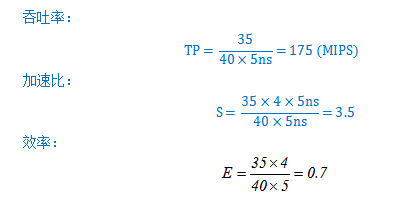 吞吐率：
TP = 35 / (40 × 5ns) = 175 (MIPS)
加速比：
S = (35 × 4 × 5ns) / (40 × 5ns) = 3.5
效率：
E = (35 × 4) / (40 × 5) = 0.7